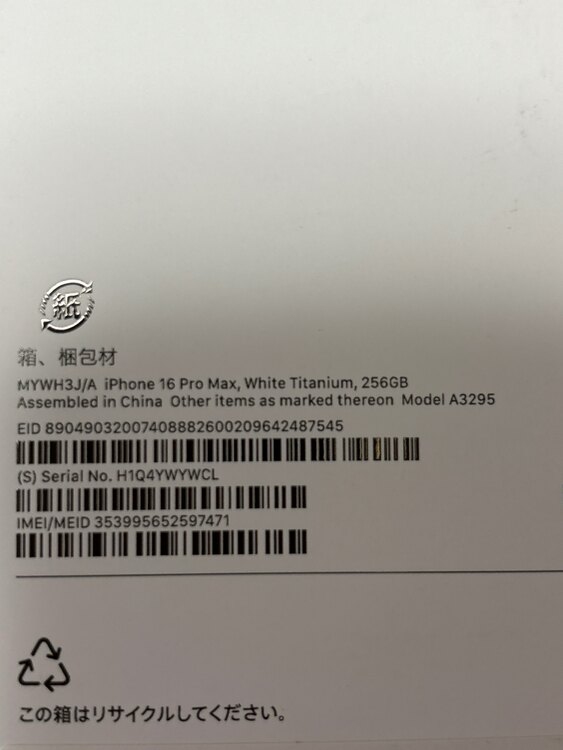 紙
箱、梱包材
MYWH3J/A iPhone 16 Pro Max, White Titanium, 256GB
Assembled in China Other items as marked thereon Model A3295
EID 89049032007408882600209642487545
(S) Serial No. H1Q4YWYWCL
IMEI/MEID 353995652597471
この箱はリサイクルしてください。